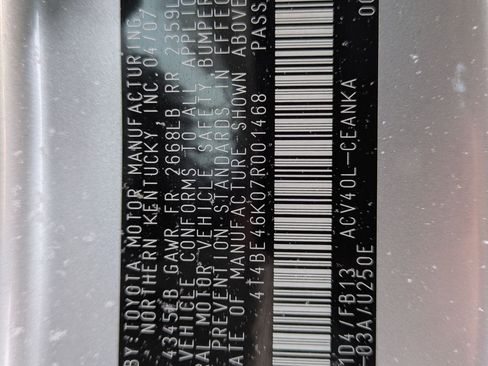 BY: TOYOTA MOTOR MANUFACTURING
NORTHERN KENTUCKY, INC. 04/07
4345LB GAWR. FR 2668LB RR 2359L
VEHICLE CONFORMS TO ALL APPLIC
RAL MOTOR VEHICLE SAFETY, BUMPER
PREVENTION STANDARDS IN EFFEC
ATE OF MANUFACTURE SHOWN ABOVE
4T4BE46K07R001468 PASS
1D4/FB13 ACV40L-CEANKA
-03A/U250E 00